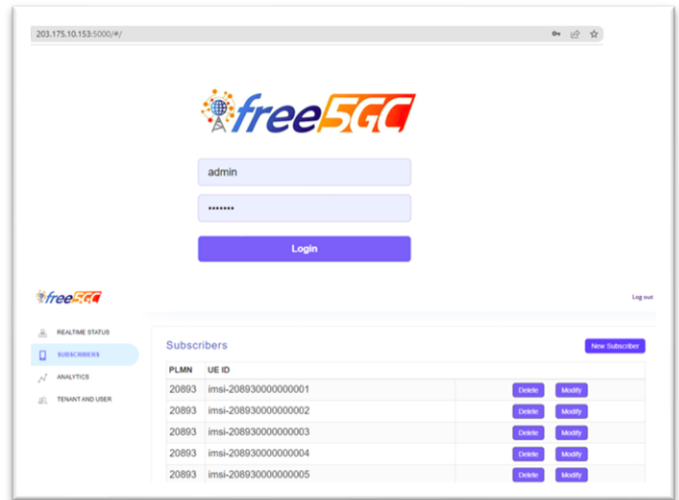 203.175.10.153:5000/#/
free5GC
admin
•••••••
Login
free5GC
Log out
REALTIME STATUS
SUBSCRIBERS
ANALYTICS
TENANT AND USER
Subscribers
New Subscriber
PLMN UE ID
20893 imsi-208930000000001 Delete Modify
20893 imsi-208930000000002 Delete Modify
20893 imsi-208930000000003 Delete Modify
20893 imsi-208930000000004 Delete Modify
20893 imsi-208930000000005 Delete Modify